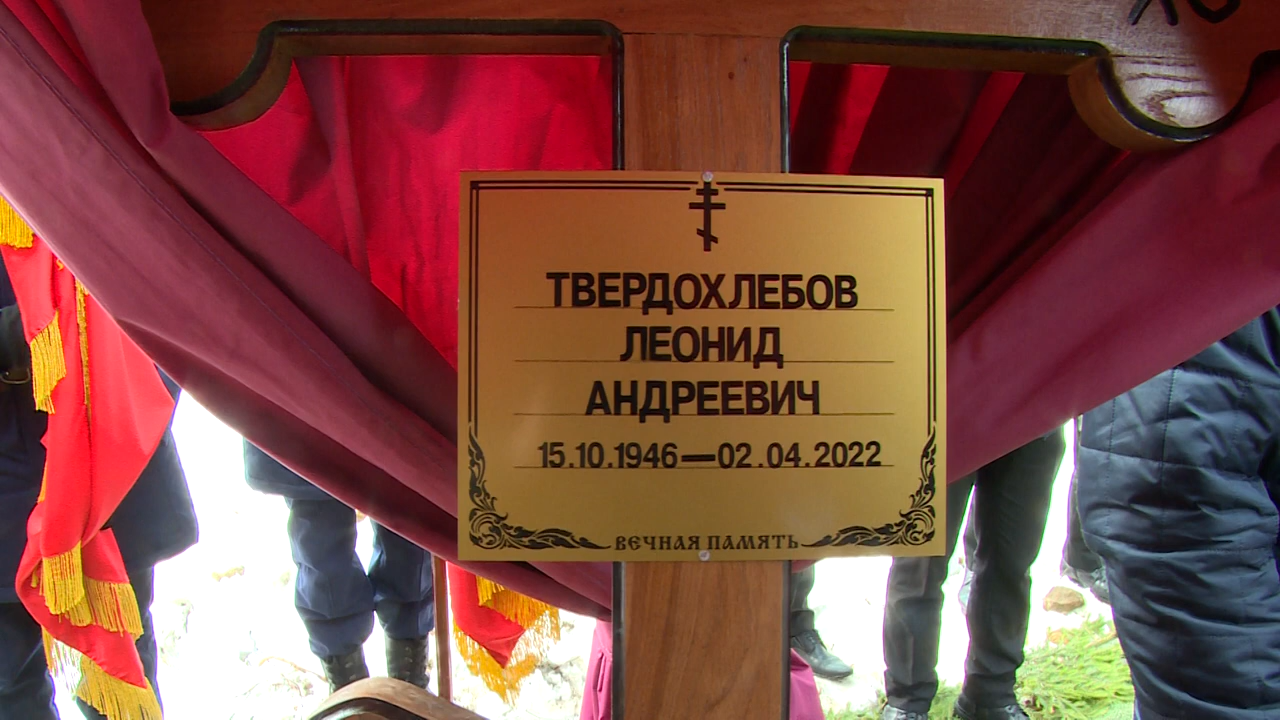 ТВЕРДОХЛЕБОВ
ЛЕОНИД
АНДРЕЕВИЧ
15.10.1946—02.04.2022
ВЕЧНАЯ ПАМЯТЬ